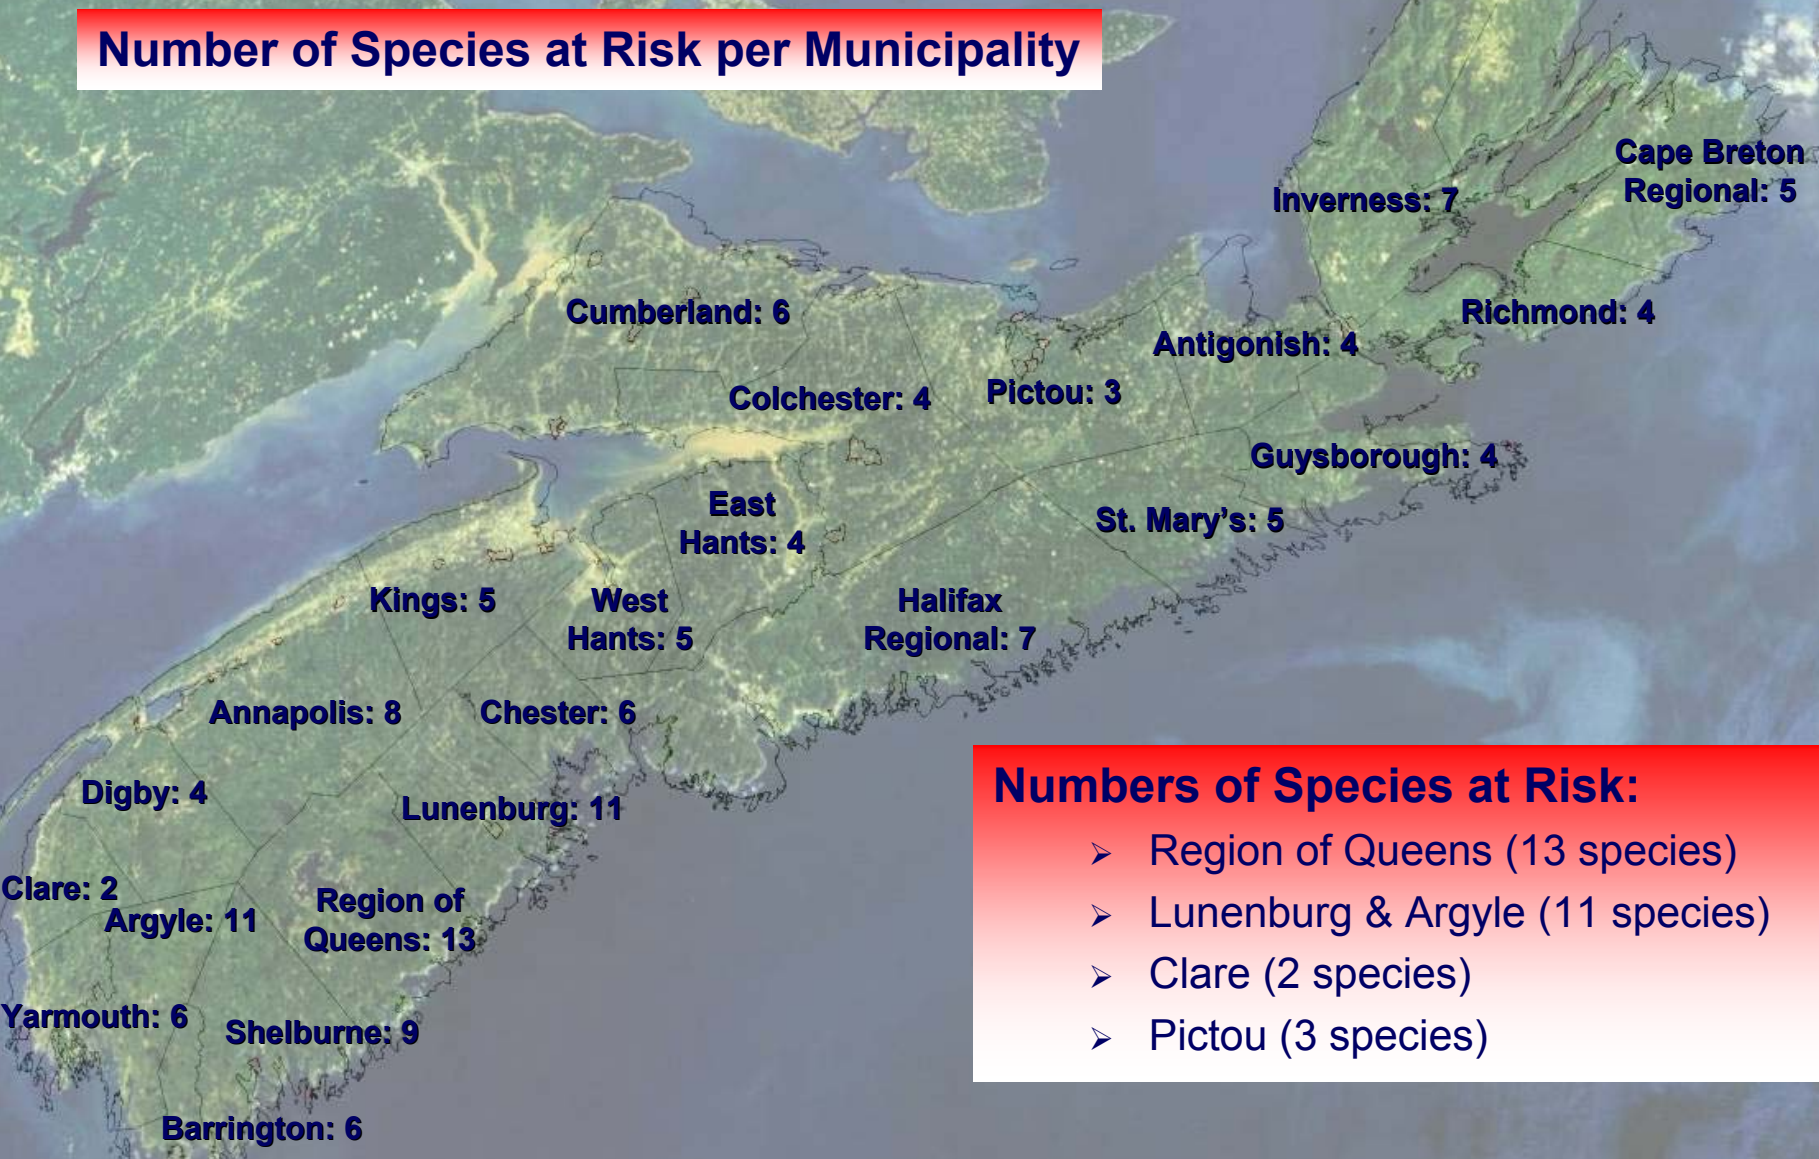 Number of Species at Risk per Municipality
Cape Breton
Regional: 5
Inverness: 7
Cumberland: 6
Richmond: 4
Antigonish: 4
Colchester: 4
Pictou: 3
Guysborough: 4
East
Hants: 4
St. Mary's: 5
Kings: 5
West
Hants: 5
Halifax
Regional: 7
Annapolis: 8
Chester: 6
Digby: 4
Lunenburg: 11
Clare: 2
Argyle: 11
Region of
Queens: 13
Yarmouth: 6
Shelburne: 9
Barrington: 6
Numbers of Species at Risk:
➢ Region of Queens (13 species)
➢ Lunenburg & Argyle (11 species)
➢ Clare (2 species)
➢ Pictou (3 species)